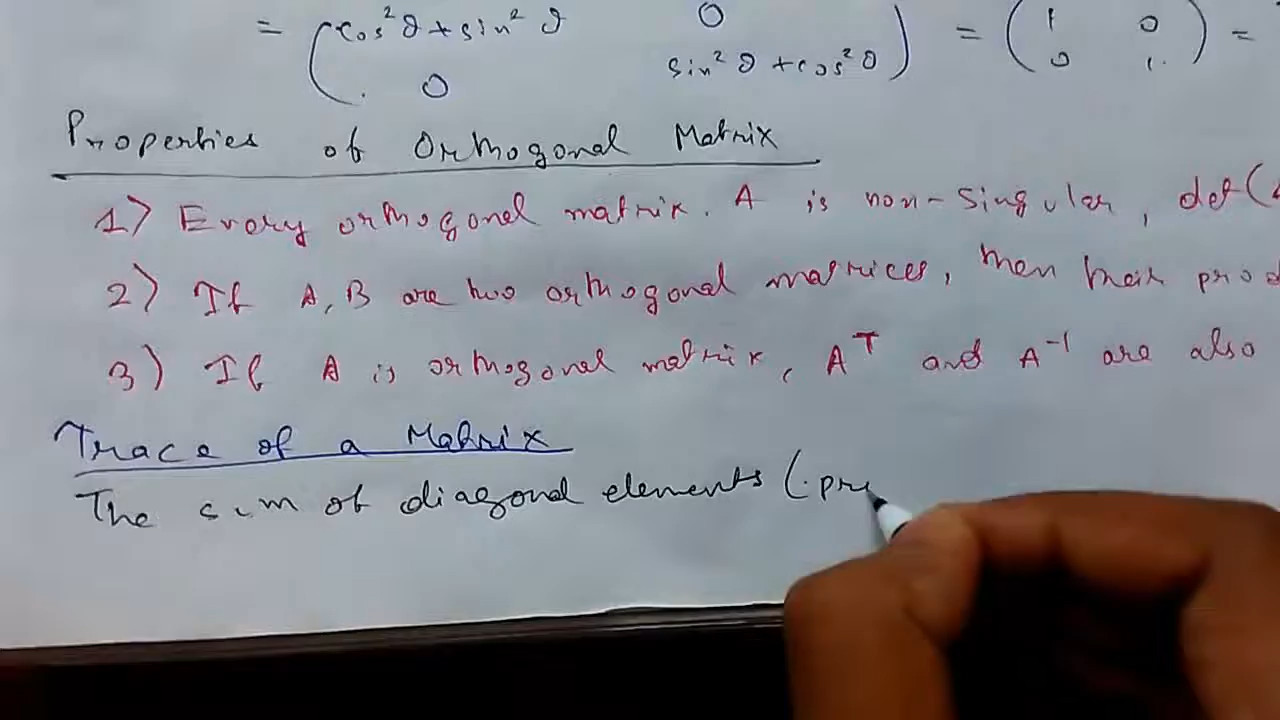 = ( cos²θ + sin²θ 0 ) = ( 1 0 ) =
0 sin²θ + cos²θ 0 1
Properties of Orthogonal Matrix
1) Every orthogonal matrix. A is non-singular, det(
2) If A, B are two orthogonal matrices, then their prod
3) If A is orthogonal matrix, A^T and A^-1 are also
Trace of a Matrix
The sum of diagonal elements (pr